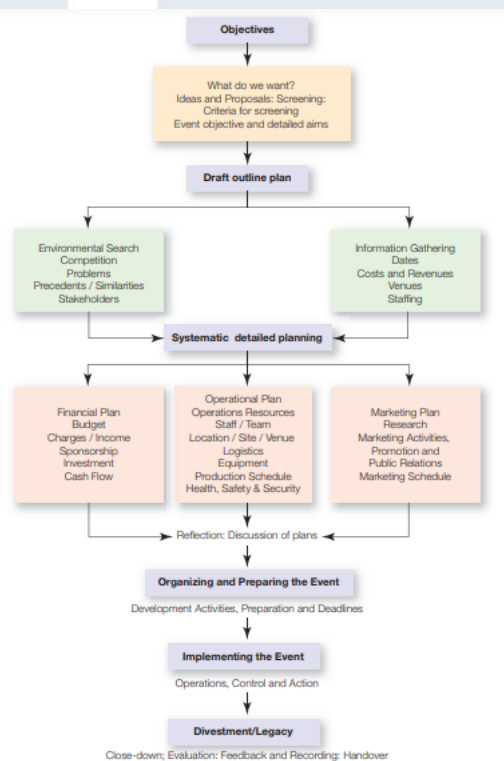 Objectives
What do we want?
Ideas and Proposals: Screening:
Criteria for screening
Event objective and detailed aims
Draft outline plan
Environmental Search
Competition
Problems
Precedents / Similarities
Stakeholders
Information Gathering
Dates
Costs and Revenues
Venues
Staffing
Systematic detailed planning
Financial Plan
Budget
Charges / Income
Sponsorship
Investment
Cash Flow
Operational Plan
Operations Resources
Staff / Team
Location / Site / Venue
Logistics
Equipment
Production Schedule
Health, Safety & Security
Marketing Plan
Research
Marketing Activities,
Promotion and
Public Relations
Marketing Schedule
Reflection: Discussion of plans
Organizing and Preparing the Event
Development Activities, Preparation and Deadlines
Implementing the Event
Operations, Control and Action
Divestment/Legacy
Close-down; Evaluation: Feedback and Recording: Handover